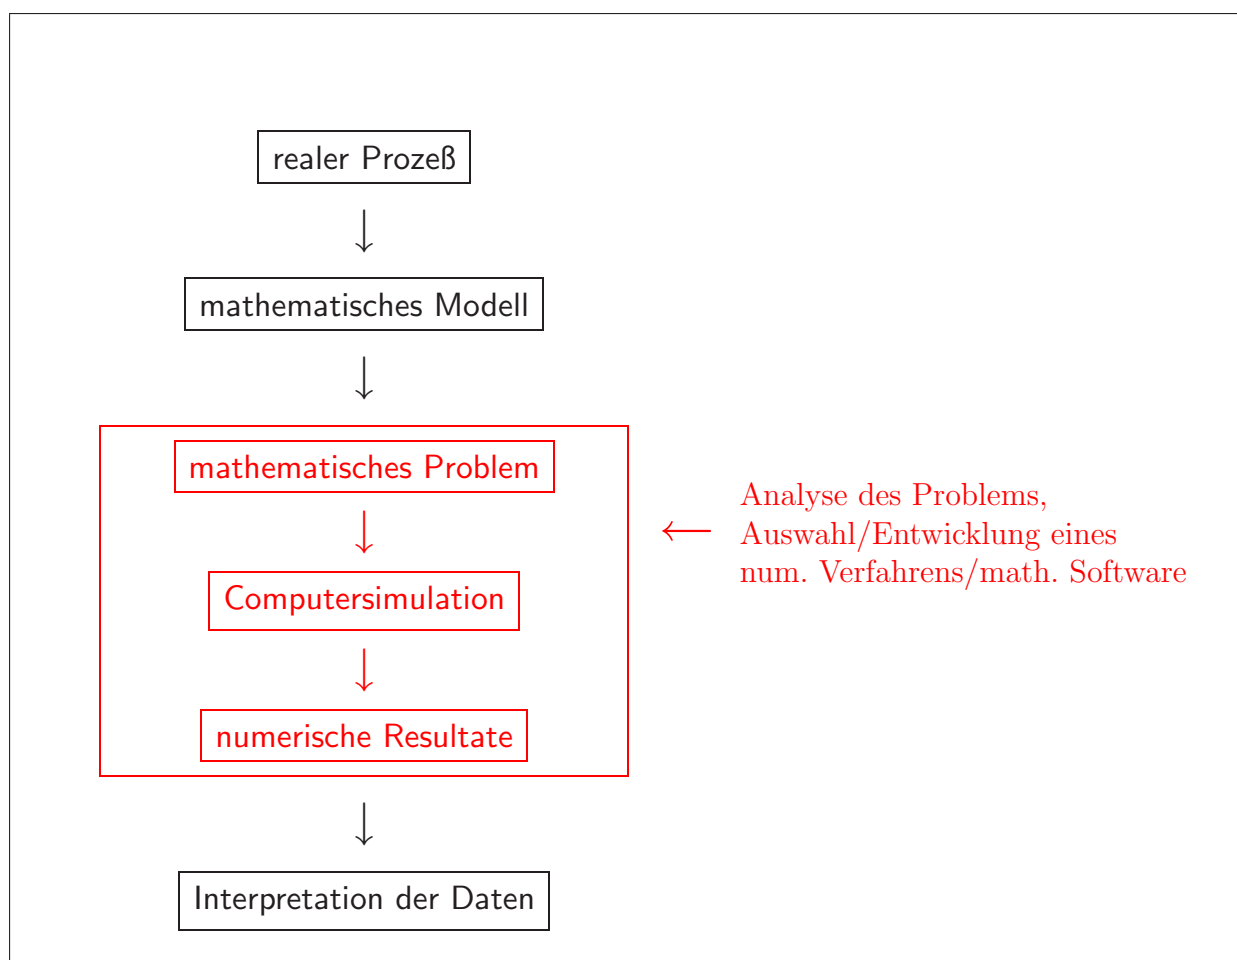 realer Prozeß
mathematisches Modell
mathematisches Problem
Computersimulation
numerische Resultate
Analyse des Problems,
Auswahl/Entwicklung eines
num. Verfahrens/math. Software
Interpretation der Daten